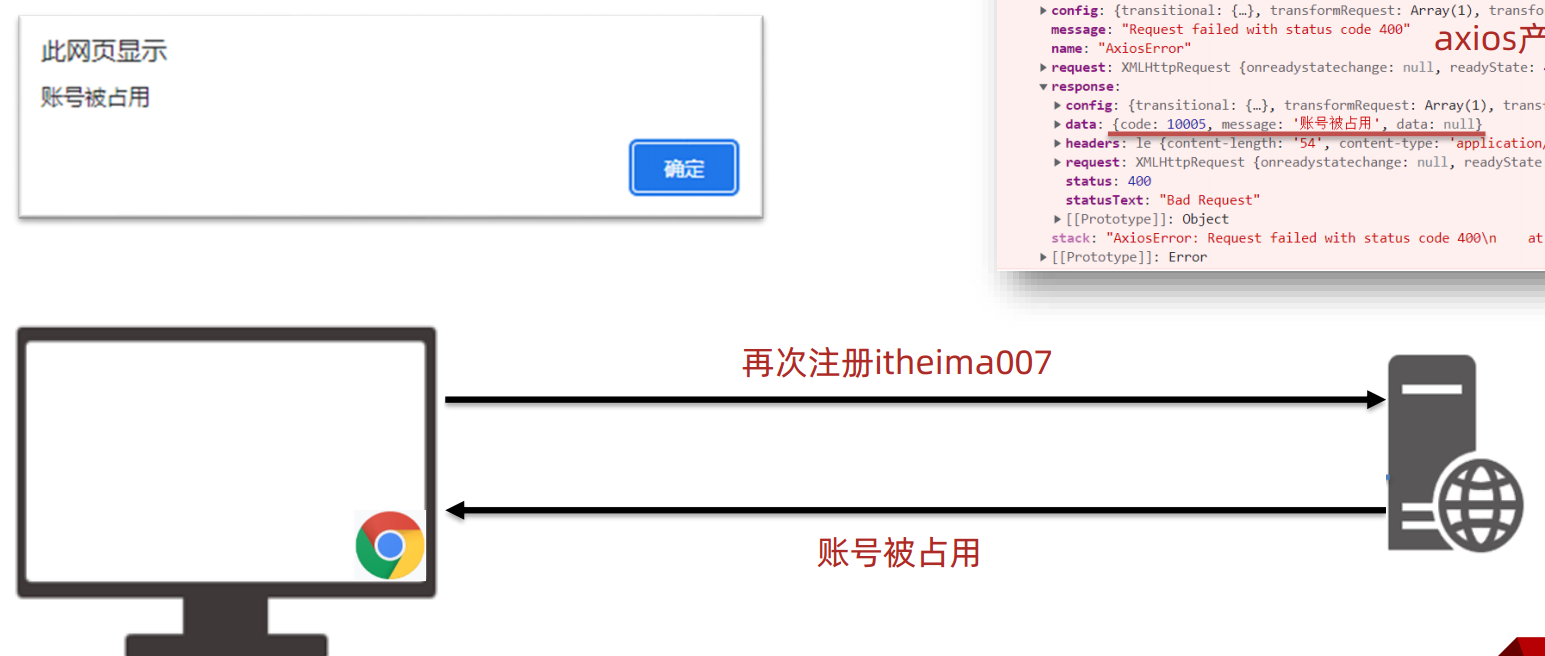 此网页显示
账号被占用
确定
▶ config: {transitional: {…}, transformRequest: Array(1), transfo
message: "Request failed with status code 400"
name: "AxiosError"
axios产
▶ request: XMLHttpRequest {onreadystatechange: null, readyState:
▼ response:
▶ config: {transitional: {…}, transformRequest: Array(1), trans
▶ data: {code: 10005, message: '账号被占用', data: null}
▶ headers: le {content-length: '54', content-type: 'application/
▶ request: XMLHttpRequest {onreadystatechange: null, readyState
status: 400
statusText: "Bad Request"
▶ [[Prototype]]: Object
stack: "AxiosError: Request failed with status code 400\n at
▶ [[Prototype]]: Error
再次注册itheima007
账号被占用